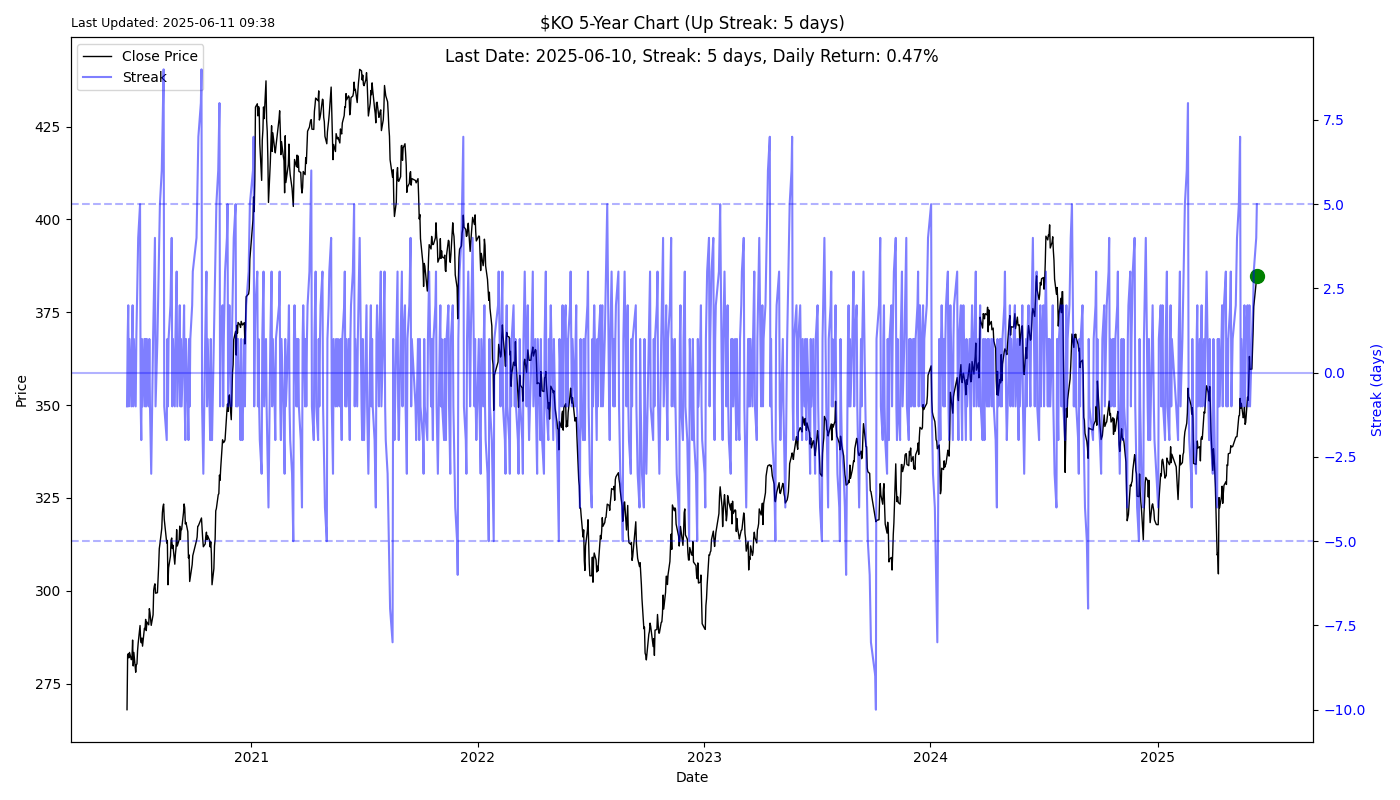 Last Updated: 2025-06-11 09:38
$KO 5-Year Chart (Up Streak: 5 days)
Last Date: 2025-06-10, Streak: 5 days, Daily Return: 0.47%
Close Price
Streak
Price
425
400
375
350
325
300
275
7.5
5.0
2.5
0.0
−2.5
−5.0
−7.5
−10.0
Streak (days)
2021
2022
2023
2024
2025
Date